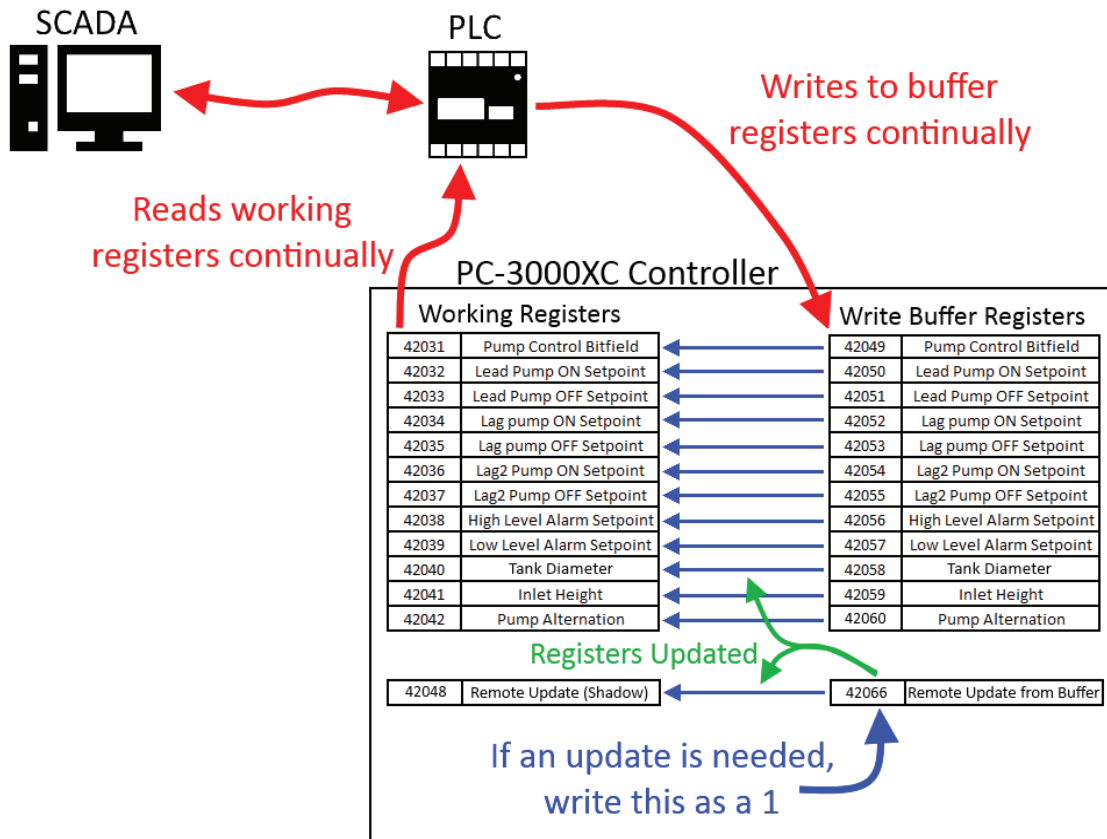 SCADA
PLC
Writes to buffer
registers continually
Reads working
registers continually
PC-3000XC Controller
Working Registers
42031 Pump Control Bitfield
42032 Lead Pump ON Setpoint
42033 Lead Pump OFF Setpoint
42034 Lag pump ON Setpoint
42035 Lag pump OFF Setpoint
42036 Lag2 Pump ON Setpoint
42037 Lag2 Pump OFF Setpoint
42038 High Level Alarm Setpoint
42039 Low Level Alarm Setpoint
42040 Tank Diameter
42041 Inlet Height
42042 Pump Alternation
Write Buffer Registers
42049 Pump Control Bitfield
42050 Lead Pump ON Setpoint
42051 Lead Pump OFF Setpoint
42052 Lag pump ON Setpoint
42053 Lag pump OFF Setpoint
42054 Lag2 Pump ON Setpoint
42055 Lag2 Pump OFF Setpoint
42056 High Level Alarm Setpoint
42057 Low Level Alarm Setpoint
42058 Tank Diameter
42059 Inlet Height
42060 Pump Alternation
Registers Updated
42048 Remote Update (Shadow)
42066 Remote Update from Buffer
If an update is needed,
write this as a 1